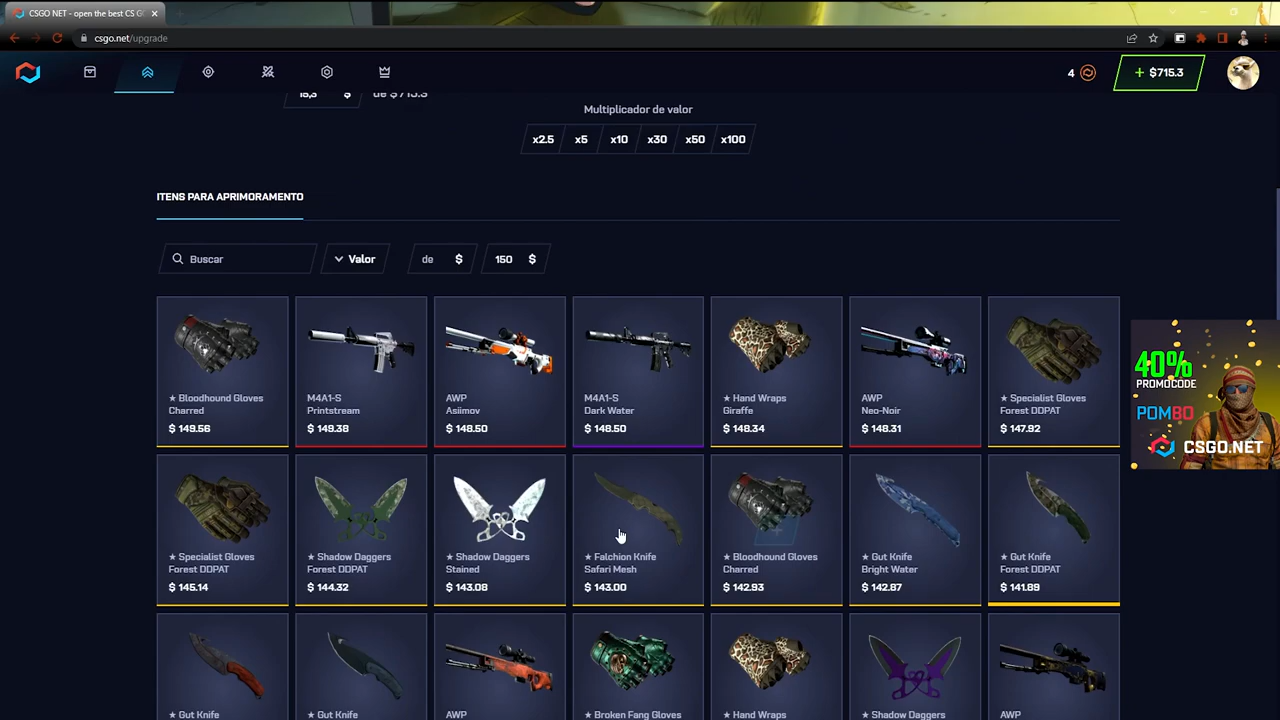 CSGO.NET - open the best CS G
csgo.net/upgrade
4
+ $715.3
15,3 $ de $715.3
Multiplicador de valor
x2.5 x5 x10 x30 x50 x100
ITENS PARA APRIMORAMENTO
Buscar Valor de $ 150 $
★ Bloodhound Gloves
Charred
$ 149.56
M4A1-S
Printstream
$ 149.38
AWP
Asiimov
$ 148.50
M4A1-S
Dark Water
$ 148.50
★ Hand Wraps
Giraffe
$ 148.34
AWP
Neo-Noir
$ 148.31
★ Specialist Gloves
Forest DDPAT
$ 147.92
★ Specialist Gloves
Forest DDPAT
$ 145.14
★ Shadow Daggers
Forest DDPAT
$ 144.32
★ Shadow Daggers
Stained
$ 143.08
★ Falchion Knife
Safari Mesh
$ 143.00
★ Bloodhound Gloves
Charred
$ 142.93
★ Gut Knife
Bright Water
$ 142.87
★ Gut Knife
Forest DDPAT
$ 141.89
★ Gut Knife
★ Gut Knife
AWP
★ Broken Fang Gloves
★ Hand Wraps
★ Shadow Daggers
AWP
40%
PROMOCODE
POMBO
CSGO.NET